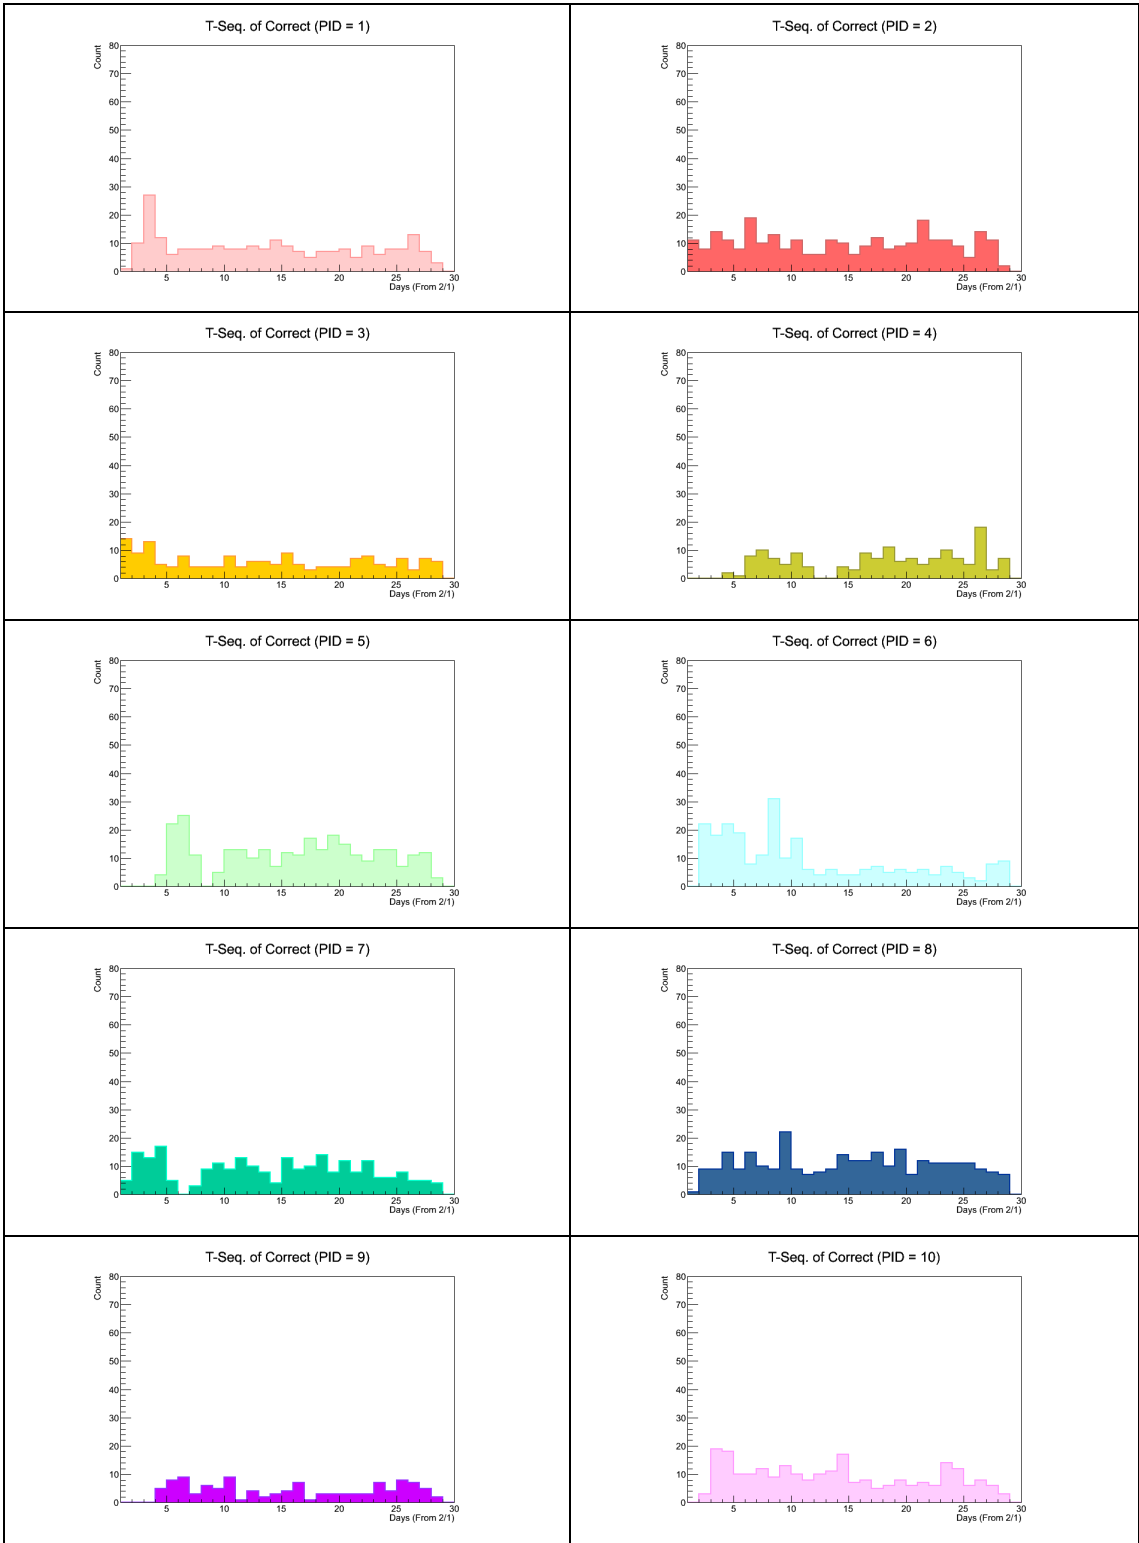 T-Seq. of Correct (PID = 1)
Count
80
70
60
50
40
30
20
10
0
5 10 15 20 25 30
Days (From 2/1)
T-Seq. of Correct (PID = 2)
Count
80
70
60
50
40
30
20
10
0
5 10 15 20 25 30
Days (From 2/1)
T-Seq. of Correct (PID = 3)
Count
80
70
60
50
40
30
20
10
0
5 10 15 20 25 30
Days (From 2/1)
T-Seq. of Correct (PID = 4)
Count
80
70
60
50
40
30
20
10
0
5 10 15 20 25 30
Days (From 2/1)
T-Seq. of Correct (PID = 5)
Count
80
70
60
50
40
30
20
10
0
5 10 15 20 25 30
Days (From 2/1)
T-Seq. of Correct (PID = 6)
Count
80
70
60
50
40
30
20
10
0
5 10 15 20 25 30
Days (From 2/1)
T-Seq. of Correct (PID = 7)
Count
80
70
60
50
40
30
20
10
0
5 10 15 20 25 30
Days (From 2/1)
T-Seq. of Correct (PID = 8)
Count
80
70
60
50
40
30
20
10
0
5 10 15 20 25 30
Days (From 2/1)
T-Seq. of Correct (PID = 9)
Count
80
70
60
50
40
30
20
10
0
5 10 15 20 25 30
Days (From 2/1)
T-Seq. of Correct (PID = 10)
Count
80
70
60
50
40
30
20
10
0
5 10 15 20 25 30
Days (From 2/1)